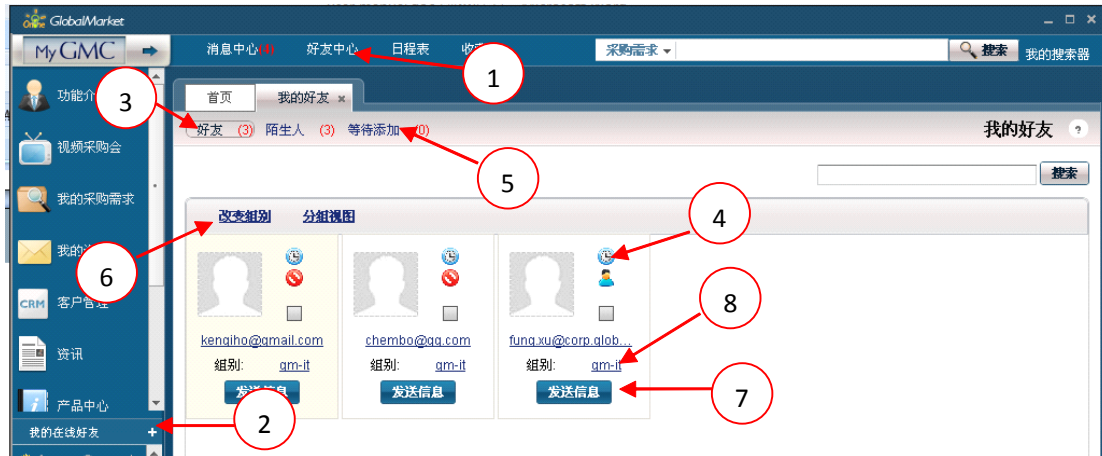 GlobalMarket
My GMC
消息中心(4) 好友中心 日程表
采购需求 搜索 我的搜索器
1
功能介
3
首页 我的好友 ×
好友 (3) 陌生人 (3) 等待添加 (0)
我的好友 ?
视频采购会
5
搜索
我的采购需求
改变组别 分组视图
4
我的
6
CRM 客户管理
8
kengiho@gmail.com chembo@qq.com fung.xu@corp.glob...
组别: gm-it 组别: gm-it 组别: gm-it
资讯
发送信息 发送信息 发送信息
7
产品中心
2
我的在线好友 +